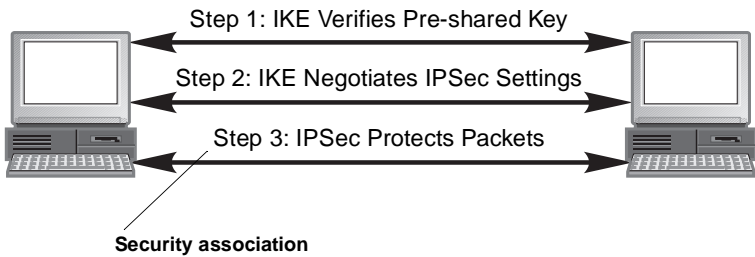 Step 1: IKE Verifies Pre-shared Key
Step 2: IKE Negotiates IPSec Settings
Step 3: IPSec Protects Packets
Security association